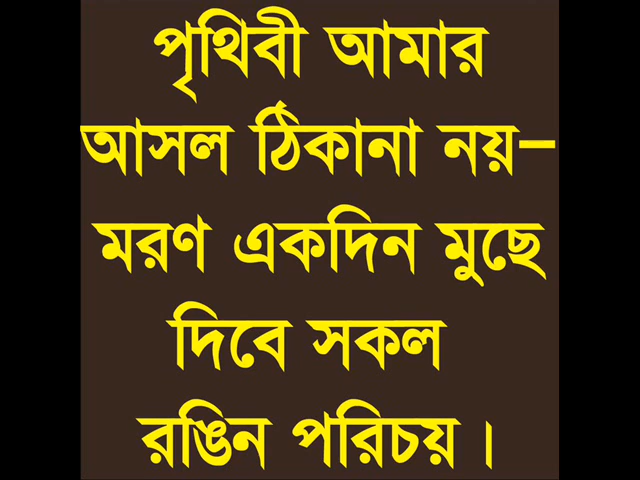 পৃথিবী আমার
আসল ঠিকানা নয়–
মরণ একদিন মুছে
দিবে সকল
রঙিন পরিচয়।